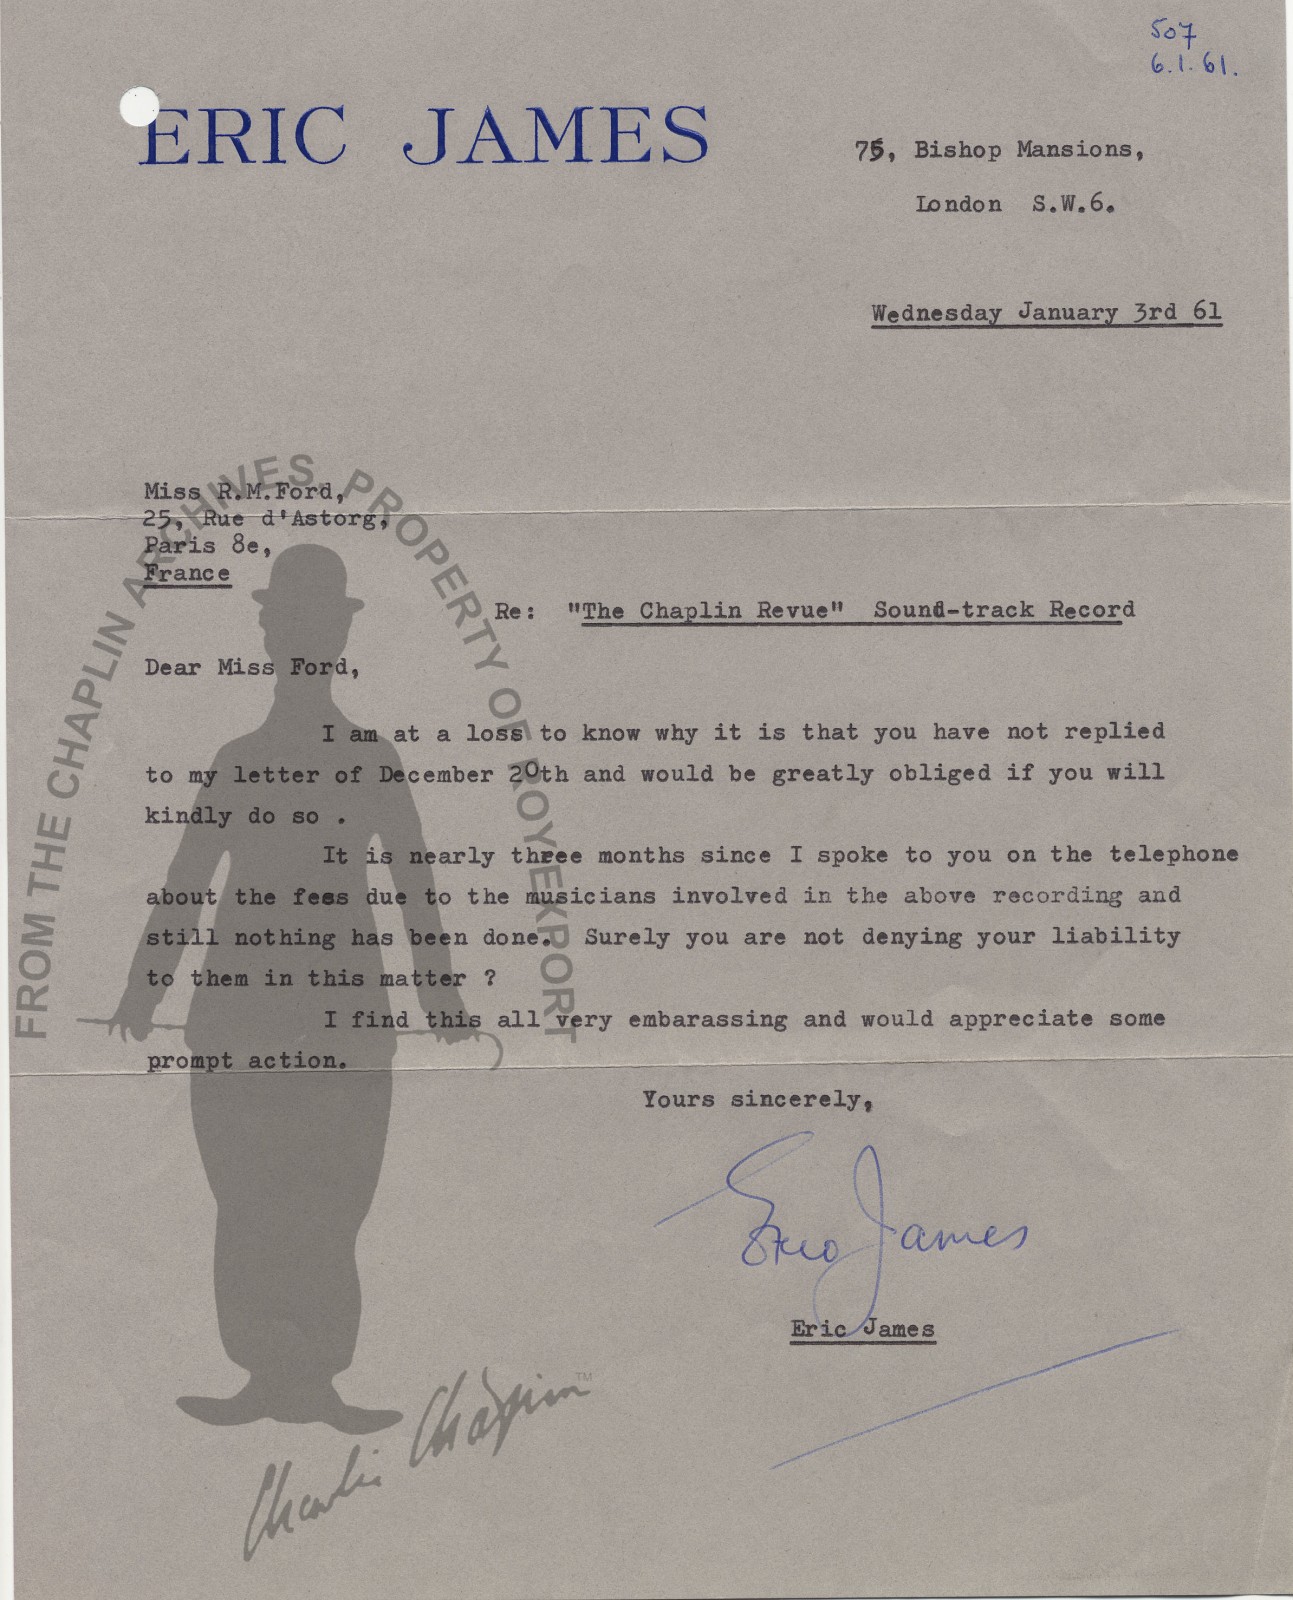 507
6.1.61.
ERIC JAMES
75, Bishop Mansions,
London S.W.6.
Wednesday January 3rd 61
Miss R.M.Ford,
25, Rue d'Astorg,
Paris 8e,
France
Re: "The Chaplin Revue" Sound-track Record
Dear Miss Ford,
I am at a loss to know why it is that you have not replied
to my letter of December 20th and would be greatly obliged if you will
kindly do so .
It is nearly three months since I spoke to you on the telephone
about the fees due to the musicians involved in the above recording and
still nothing has been done. Surely you are not denying your liability
to them in this matter ?
I find this all very embarassing and would appreciate some
prompt action.
Yours sincerely,
Eric James
Eric James
FROM THE CHAPLIN ARCHIVES, PROPERTY OF ROY EXPORT
Charlie Chaplin TM